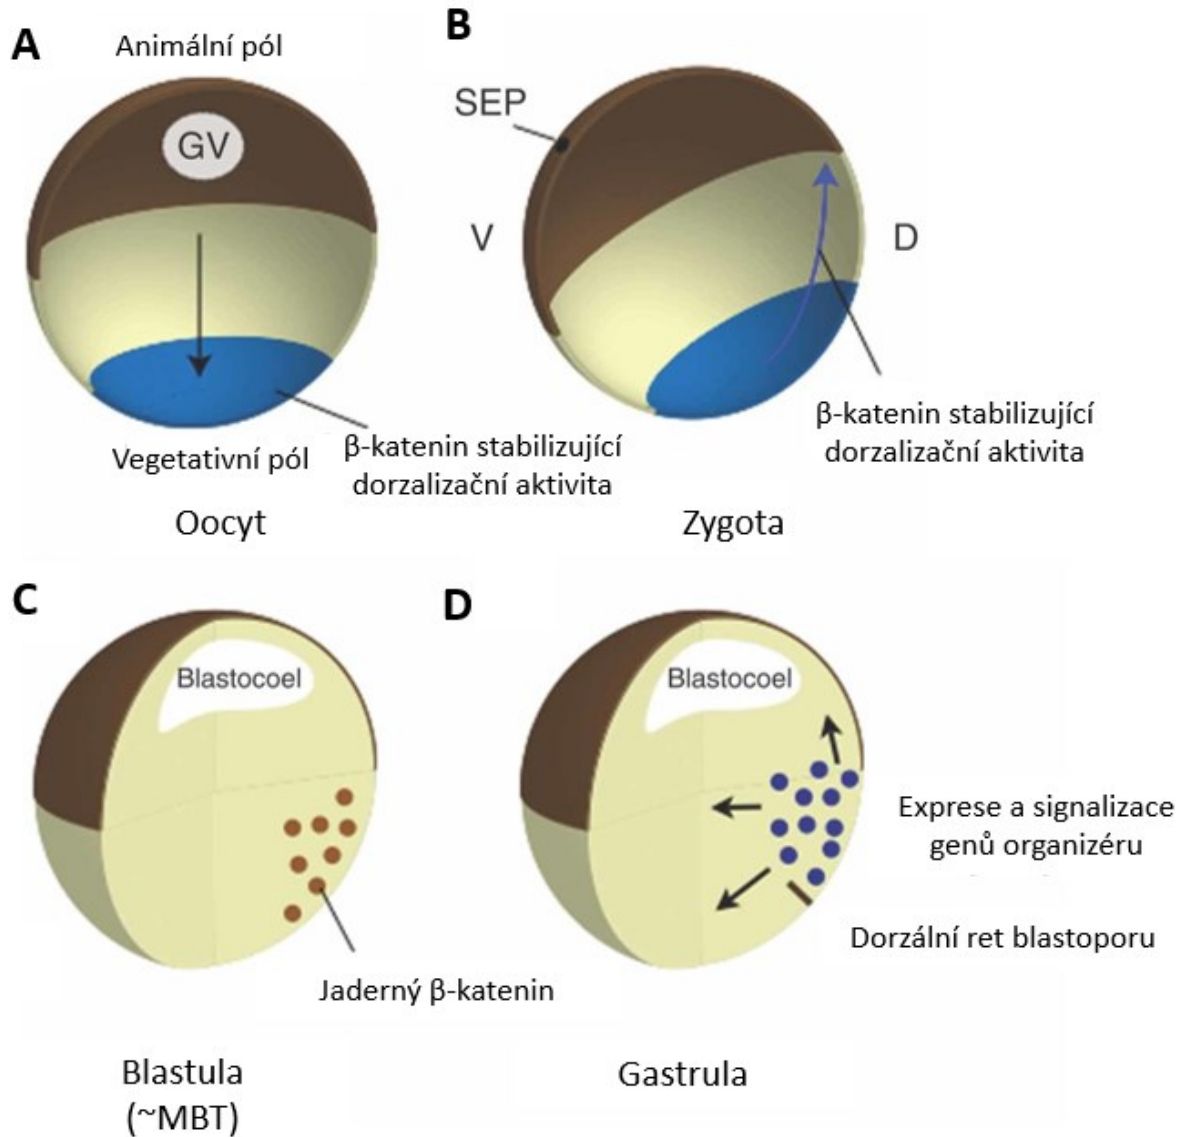 A
Animální pól
GV
Vegetativní pól
β-katenin stabilizující
dorzalizační aktivita
Oocyt
B
SEP
V
D
β-katenin stabilizující
dorzalizační aktivita
Zygota
C
Blastocoel
Jaderný β-katenin
Blastula
(~MBT)
D
Blastocoel
Exprese a signalizace
genů organizéru
Dorzální ret blastoporu
Gastrula